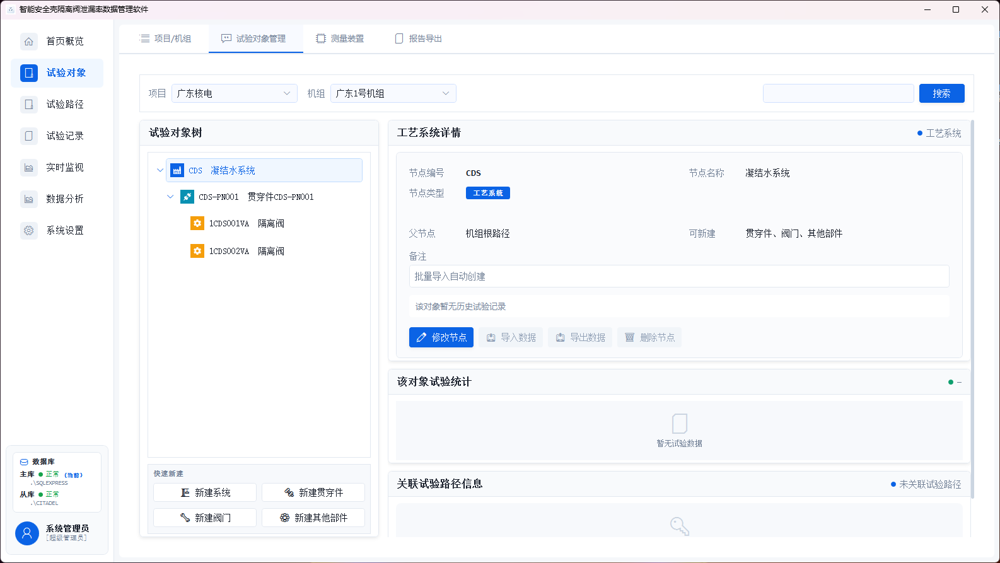 智能安全壳隔离阀泄漏率数据管理软件
首页概览
试验对象
试验路径
试验记录
实时监视
数据分析
系统设置
数据库
主库 正常 (当前)
.\SQLEXPRESS
从库 正常
.\CITADEL
系统管理员
[超级管理员]
项目/机组
试验对象管理
测量装置
报告导出
项目 广东核电
机组 广东1号机组
搜索
试验对象树
CDS 凝结水系统
CDS-PN001 贯穿件CDS-PN001
1CDS001VA 隔离阀
1CDS002VA 隔离阀
快速新建
新建系统
新建贯穿件
新建阀门
新建其他部件
工艺系统详情
工艺系统
节点编号 CDS
节点名称 凝结水系统
节点类型 工艺系统
父节点 机组根路径
可新建 贯穿件、阀门、其他部件
备注
批量导入自动创建
该对象暂无历史试验记录
修改节点
导入数据
导出数据
删除节点
该对象试验统计
–
暂无试验数据
关联试验路径信息
未关联试验路径